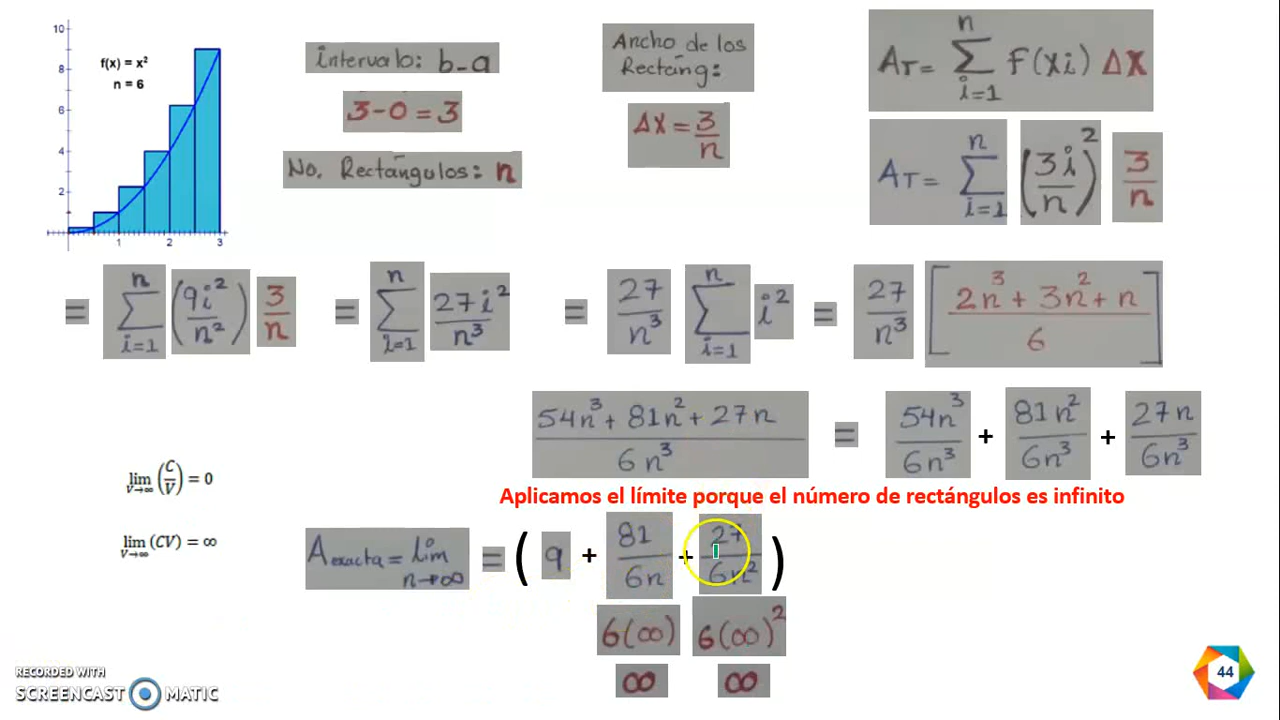 10
8
6
4
2
1
2
3
f(x) = x²
n = 6
intervalo: b-a
3-0 = 3
No. Rectángulos: n
Ancho de los
Rectáng:
Δx = 3/n
A_T = Σ_{i=1}^{n} f(xi) Δx
A_T = Σ_{i=1}^{n} (3i/n)² 3/n
= Σ_{i=1}^{n} (9i²/n²) 3/n = Σ_{i=1}^{n} 27i²/n³ = 27/n³ Σ_{i=1}^{n} i² = 27/n³ [(2n³ + 3n² + n)/6]
(54n³ + 81n² + 27n)/6n³ = 54n³/6n³ + 81n²/6n³ + 27n/6n³
Aplicamos el límite porque el número de rectángulos es infinito
lim_{V→∞} (C/V) = 0
lim_{V→∞} (CV) = ∞
A exacta = lim_{n→∞} = ( 9 + 81/6n + 27/6n² )
6(∞) 6(∞)²
∞ ∞
RECORDED WITH
SCREENCAST MATIC
44